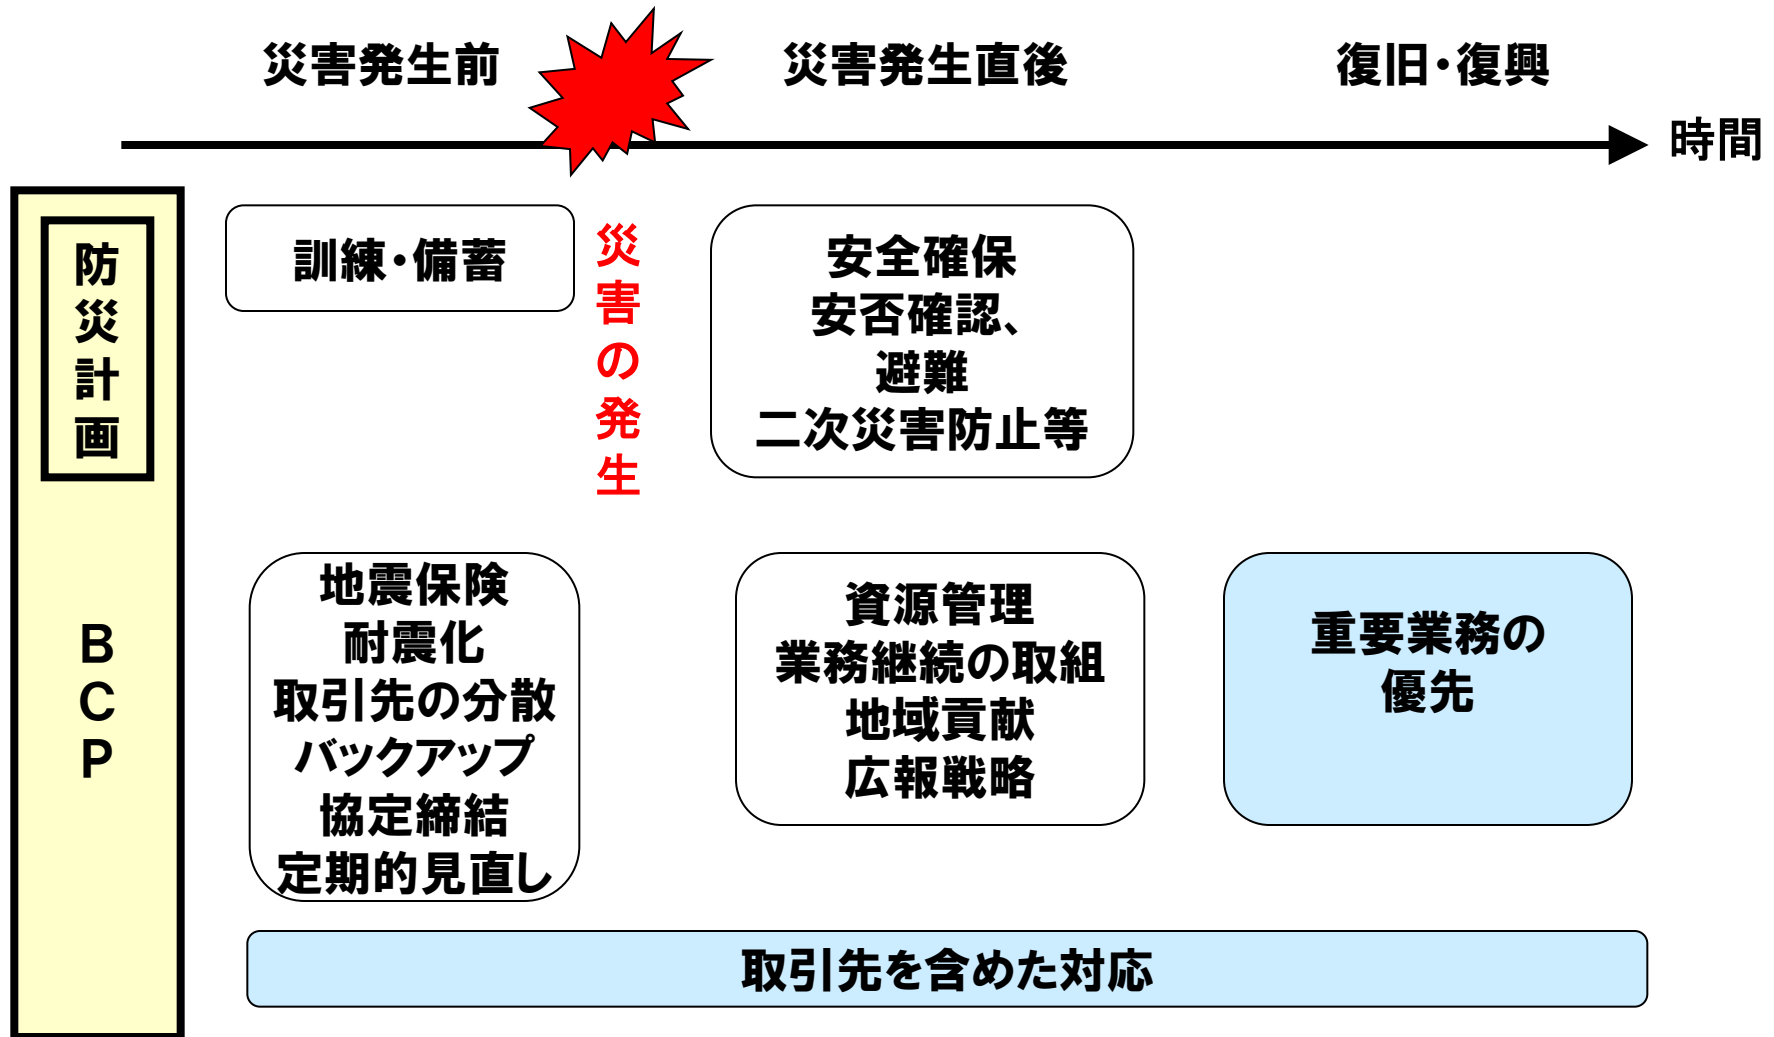 災害発生前
災害発生直後
復旧・復興
時間
防災計画
訓練・備蓄
災害の発生
安全確保
安否確認、
避難
二次災害防止等
BCP
地震保険
耐震化
取引先の分散
バックアップ
協定締結
定期的見直し
資源管理
業務継続の取組
地域貢献
広報戦略
重要業務の
優先
取引先を含めた対応